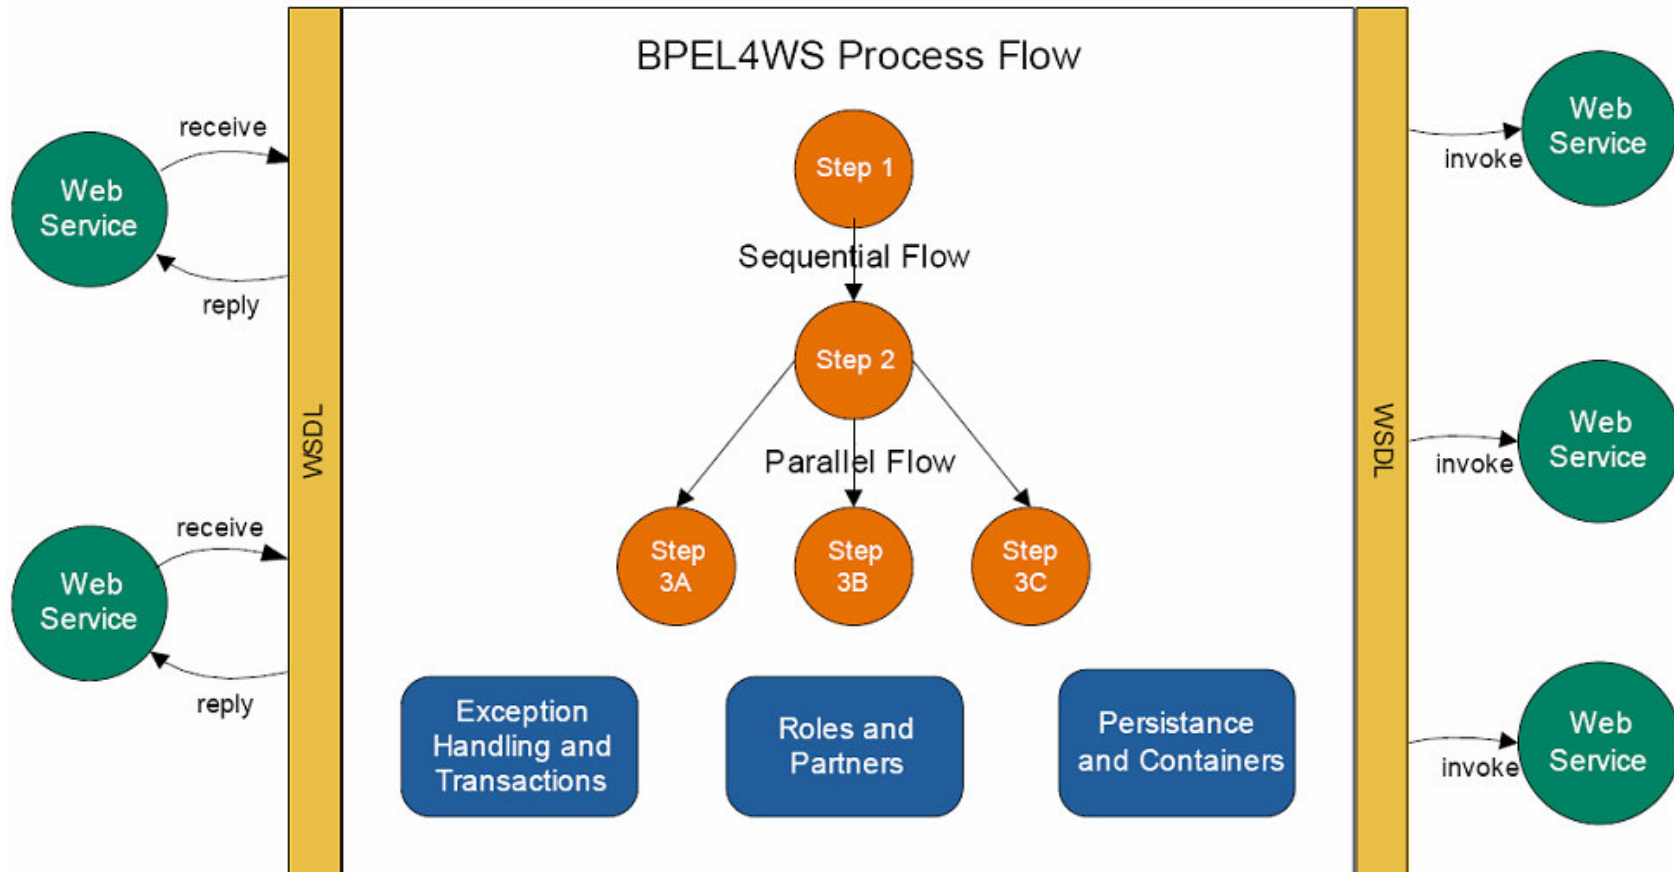 BPEL4WS Process Flow
receive
Web
Service
reply
receive
Web
Service
reply
WSDL
Step 1
Sequential Flow
Step 2
Parallel Flow
Step
3A
Step
3B
Step
3C
Exception
Handling and
Transactions
Roles and
Partners
Persistance
and Containers
WSDL
Web
Service
invoke
Web
Service
invoke
Web
Service
invoke